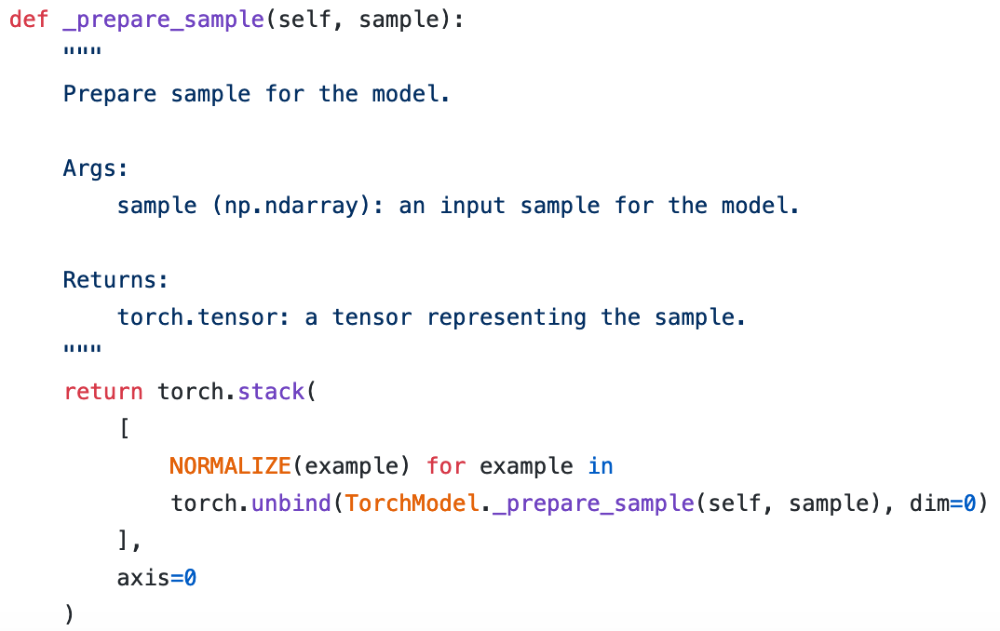 def _prepare_sample(self, sample):
    """
    Prepare sample for the model.

    Args:
        sample (np.ndarray): an input sample for the model.

    Returns:
        torch.tensor: a tensor representing the sample.
    """
    return torch.stack(
        [
            NORMALIZE(example) for example in
            torch.unbind(TorchModel._prepare_sample(self, sample), dim=0)
        ],
        axis=0
    )